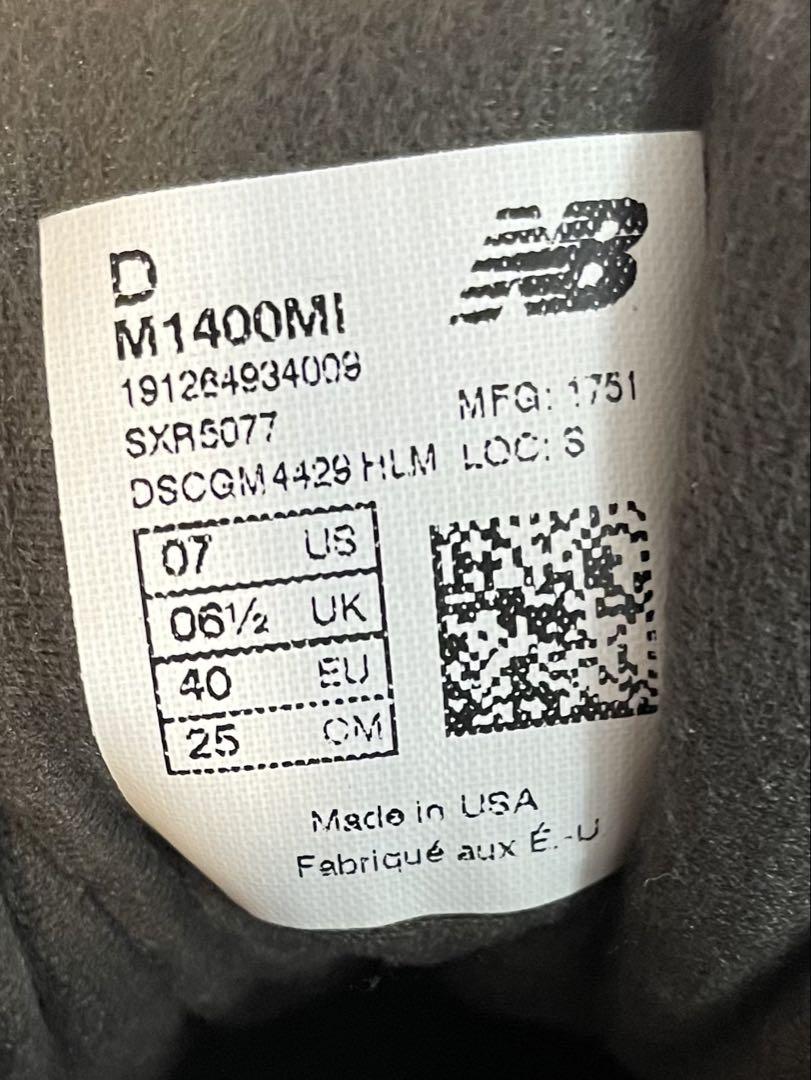 D
NB
M1400MI
191264934009
SXR5077
MFG: 1751
DSCGM4429 HLM LOC: S
07 US
06½ UK
40 EU
25 CM
Made in USA
Fabriqué aux É.-U